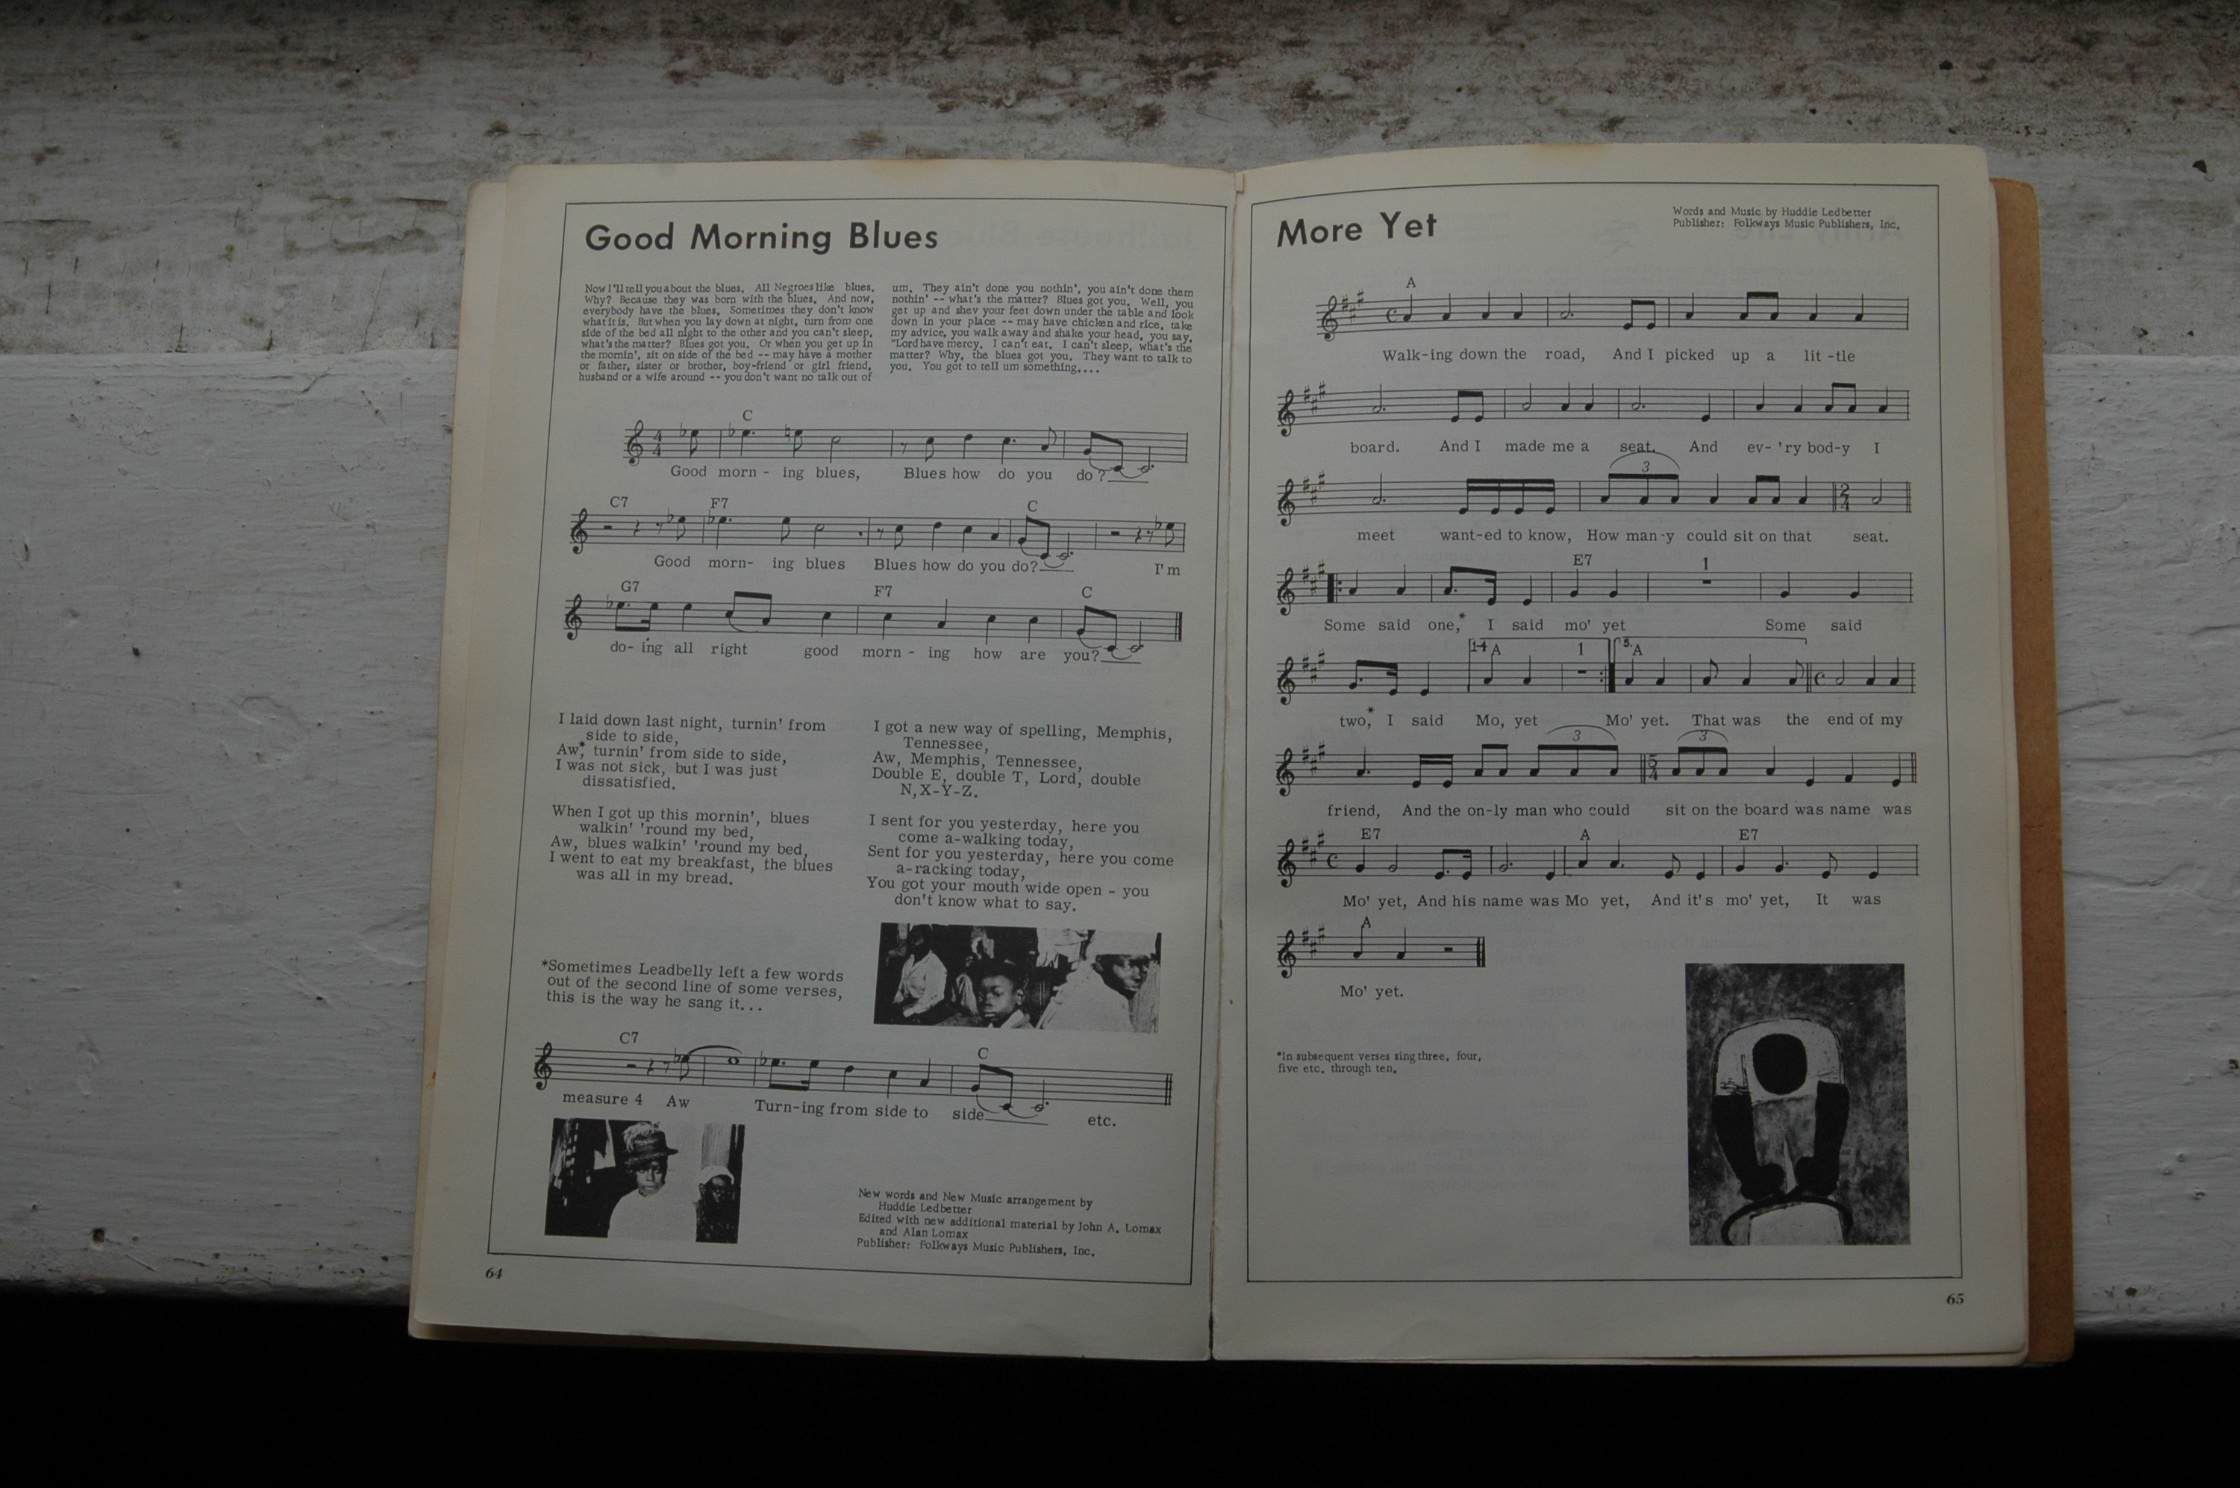 Good Morning Blues
Now I'll tell you about the blues. All Negroes like blues.
Why? Because they was born with the blues. And now,
everybody have the blues. Sometimes they don't know
what it is. But when you lay down at night, turn from one
side of the bed all night to the other and you can't sleep,
what's the matter? Blues got you. Or when you get up in
the mornin', sit on side of the bed -- may have a mother
or father, sister or brother, boy-friend or girl friend,
husband or a wife around -- you don't want no talk out of
um. They ain't done you nothin', you ain't done them
nothin' -- what's the matter? Blues got you. Well, you
get up and shev your feet down under the table and look
down in your place -- may have chicken and rice, take
my advice, you walk away and shake your head, you say,
"Lord have mercy. I can't eat. I can't sleep, what's the
matter? Why, the blues got you. They want to talk to
you. You got to tell um something....
C
4
4
Good morn - ing blues, Blues how do you do?
C7 F7 C
Good morn- ing blues Blues how do you do? I'm
G7 F7 C
do- ing all right good morn - ing how are you?
I laid down last night, turnin' from
side to side,
Aw,* turnin' from side to side,
I was not sick, but I was just
dissatisfied.
When I got up this mornin', blues
walkin' 'round my bed,
Aw, blues walkin' 'round my bed,
I went to eat my breakfast, the blues
was all in my bread.
I got a new way of spelling, Memphis,
Tennessee,
Aw, Memphis, Tennessee,
Double E, double T, Lord, double
N,X-Y-Z.
I sent for you yesterday, here you
come a-walking today,
Sent for you yesterday, here you come
a-racking today,
You got your mouth wide open - you
don't know what to say.
*Sometimes Leadbelly left a few words
out of the second line of some verses,
this is the way he sang it...
C7 C
measure 4 Aw Turn-ing from side to side etc.
New words and New Music arrangement by
Huddie Ledbetter
Edited with new additional material by John A. Lomax
and Alan Lomax
Publisher: Folkways Music Publishers, Inc.
64
More Yet
Words and Music by Huddie Ledbetter
Publisher: Folkways Music Publishers, Inc.
A
Walk-ing down the road, And I picked up a lit -tle
board. And I made me a seat. And ev- 'ry bod-y I
3
2
4
meet want-ed to know, How man-y could sit on that seat.
E7 1
Some said one,* I said mo' yet Some said
1-4 A 1 5. A
two,* I said Mo, yet Mo' yet. That was the end of my
3 5 3
4
friend, And the on-ly man who could sit on the board was name was
E7 A E7
Mo' yet, And his name was Mo yet, And it's mo' yet, It was
A
Mo' yet.
*In subsequent verses sing three, four,
five etc. through ten.
65